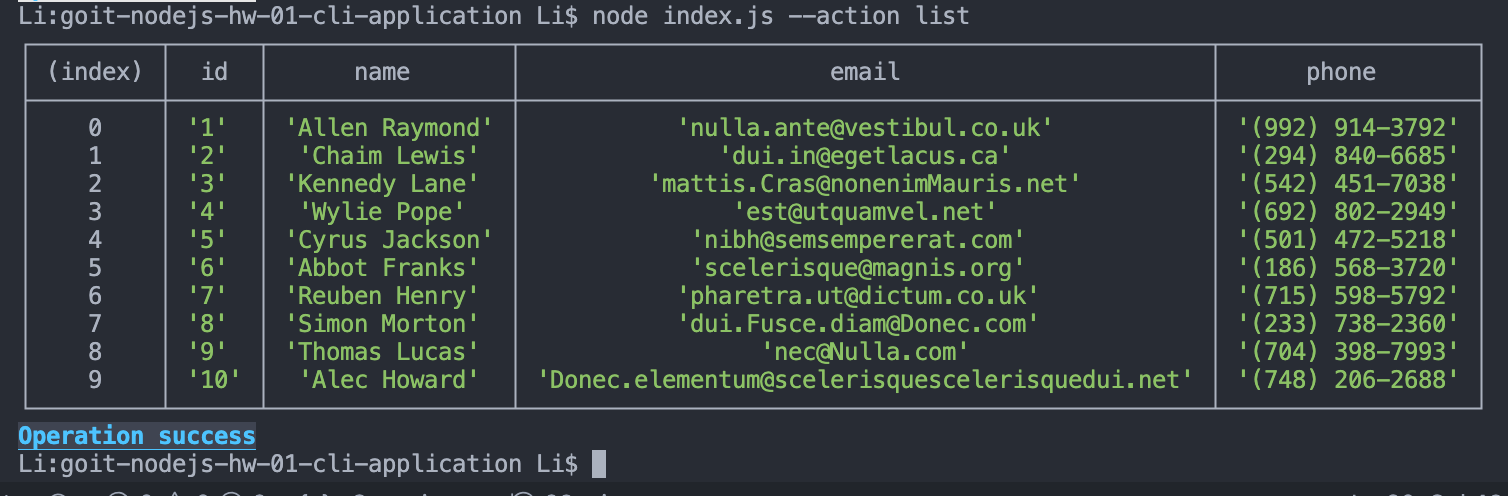 Li:goit-nodejs-hw-01-cli-application Li$ node index.js --action list
(index) id name email phone
0 '1' 'Allen Raymond' 'nulla.ante@vestibul.co.uk' '(992) 914-3792'
1 '2' 'Chaim Lewis' 'dui.in@egetlacus.ca' '(294) 840-6685'
2 '3' 'Kennedy Lane' 'mattis.Cras@nonenimMauris.net' '(542) 451-7038'
3 '4' 'Wylie Pope' 'est@utquamvel.net' '(692) 802-2949'
4 '5' 'Cyrus Jackson' 'nibh@semsempererat.com' '(501) 472-5218'
5 '6' 'Abbot Franks' 'scelerisque@magnis.org' '(186) 568-3720'
6 '7' 'Reuben Henry' 'pharetra.ut@dictum.co.uk' '(715) 598-5792'
7 '8' 'Simon Morton' 'dui.Fusce.diam@Donec.com' '(233) 738-2360'
8 '9' 'Thomas Lucas' 'nec@Nulla.com' '(704) 398-7993'
9 '10' 'Alec Howard' 'Donec.elementum@scelerisquescelerisquedui.net' '(748) 206-2688'
Operation success
Li:goit-nodejs-hw-01-cli-application Li$